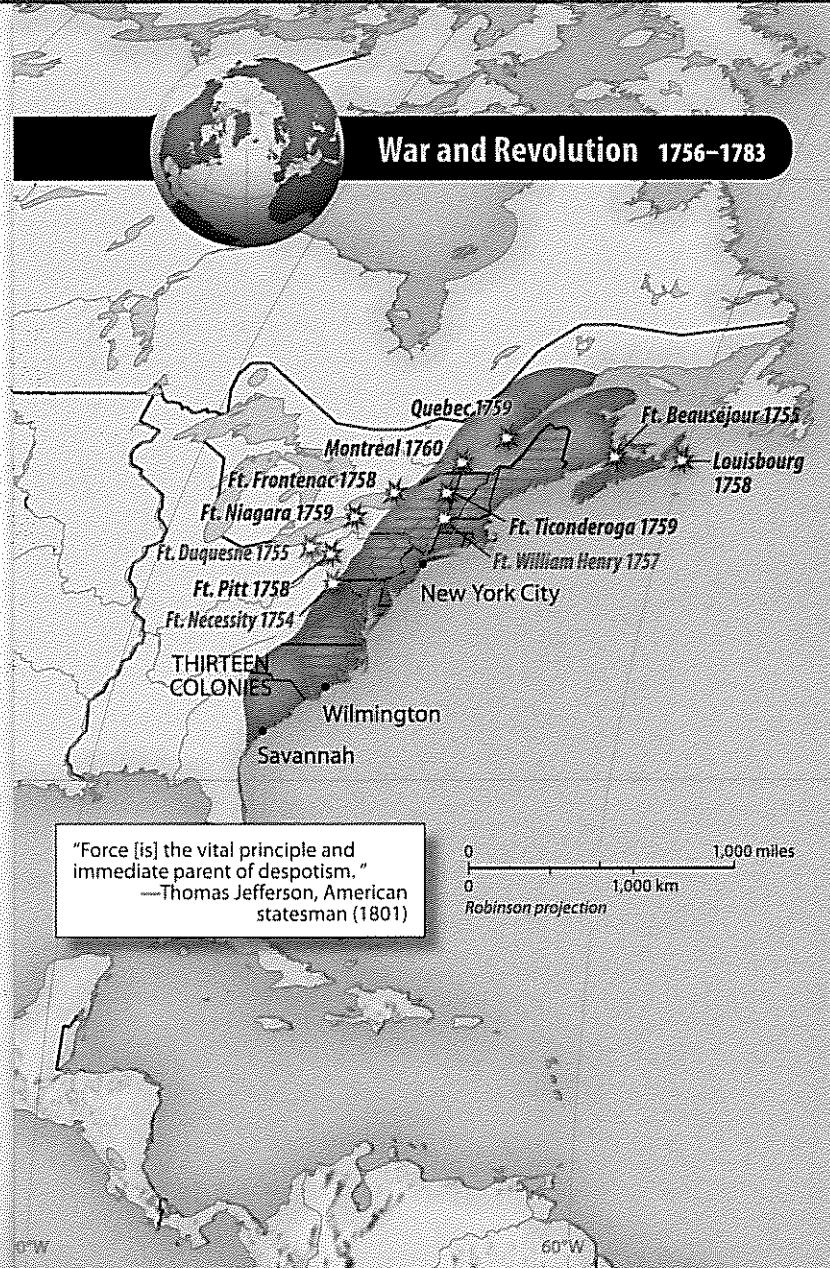 War and Revolution 1756–1783
Quebec 1759
Ft. Beauséjour 1755
Montréal 1760
Louisbourg
1758
Ft. Frontenac 1758
Ft. Niagara 1759
Ft. Ticonderoga 1759
Ft. Duquesne 1755
Ft. William Henry 1757
Ft. Pitt 1758
New York City
Ft. Necessity 1754
THIRTEEN
COLONIES
Wilmington
Savannah
"Force [is] the vital principle and
immediate parent of despotism."
—Thomas Jefferson, American
statesman (1801)
0 1,000 miles
0 1,000 km
Robinson projection
0°W
60°W